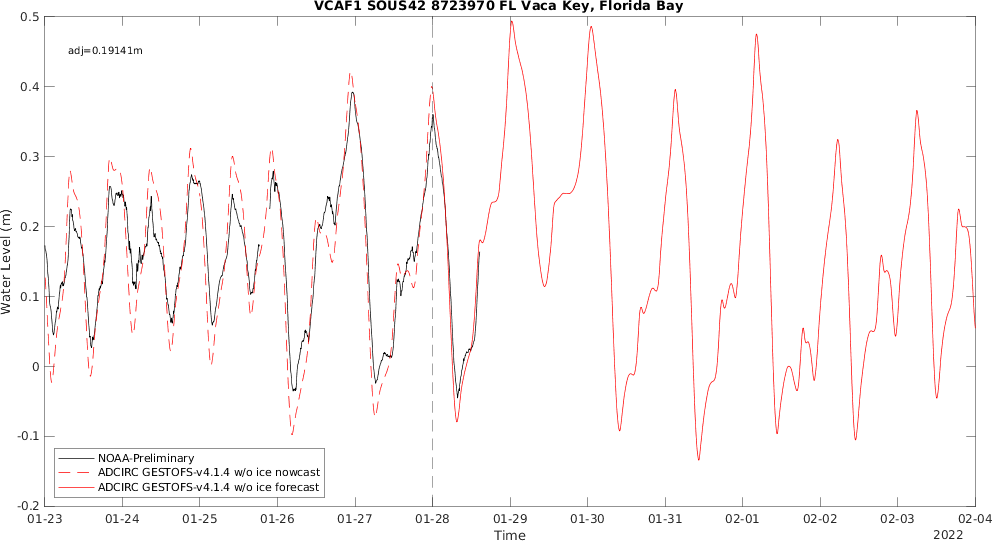 VCAF1 SOUS42 8723970 FL Vaca Key, Florida Bay
adj=0.19141m
0.5
0.4
0.3
0.2
0.1
0
-0.1
-0.2
Water Level (m)
NOAA-Preliminary
ADCIRC GESTOFS-v4.1.4 w/o ice nowcast
ADCIRC GESTOFS-v4.1.4 w/o ice forecast
01-23 01-24 01-25 01-26 01-27 01-28 01-29 01-30 01-31 02-01 02-02 02-03 02-04
Time
2022